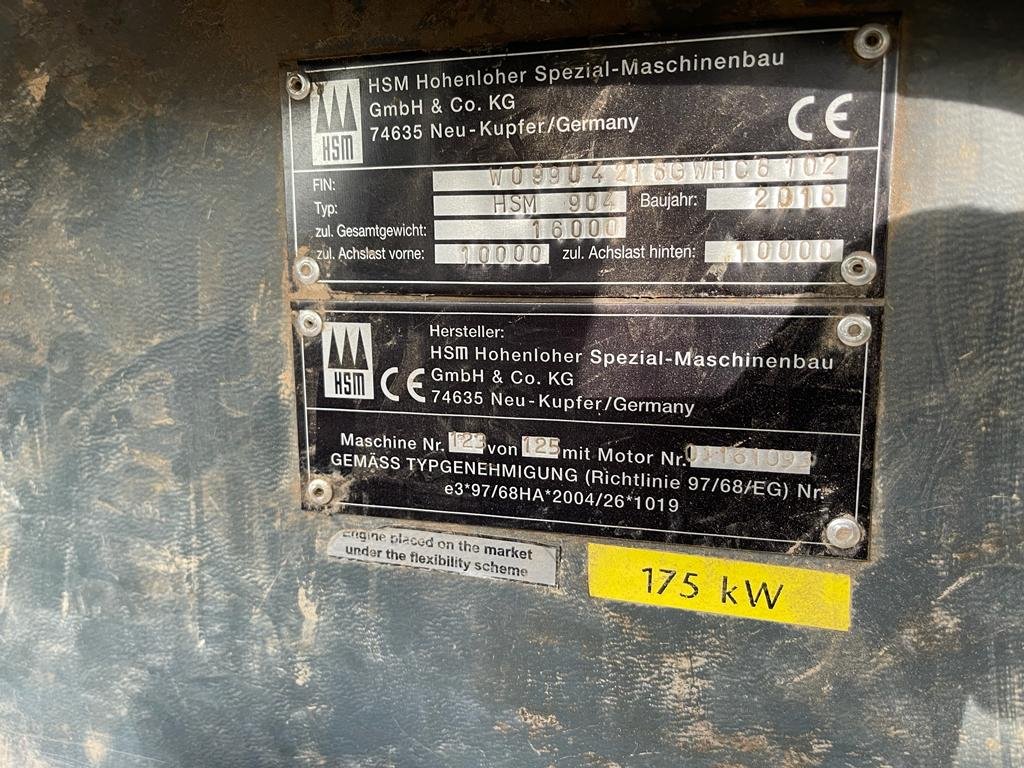 HSM Hohenloher Spezial-Maschinenbau
GmbH & Co. KG
74635 Neu-Kupfer/Germany
CE
HSM
FIN: W09904216GWHC6102
Typ: HSM 904 Baujahr: 2016
zul. Gesamtgewicht: 16000
zul. Achslast vorne: 10000 zul. Achslast hinten: 10000
HSM
CE
Hersteller:
HSM Hohenloher Spezial-Maschinenbau
GmbH & Co. KG
74635 Neu-Kupfer/Germany
Maschine Nr. 123 von 125 mit Motor Nr.
GEMÄSS TYPGENEHMIGUNG (Richtlinie 97/68/EG) Nr.
e3*97/68HA*2004/26*1019
Engine placed on the market
under the flexibility scheme
175 kW